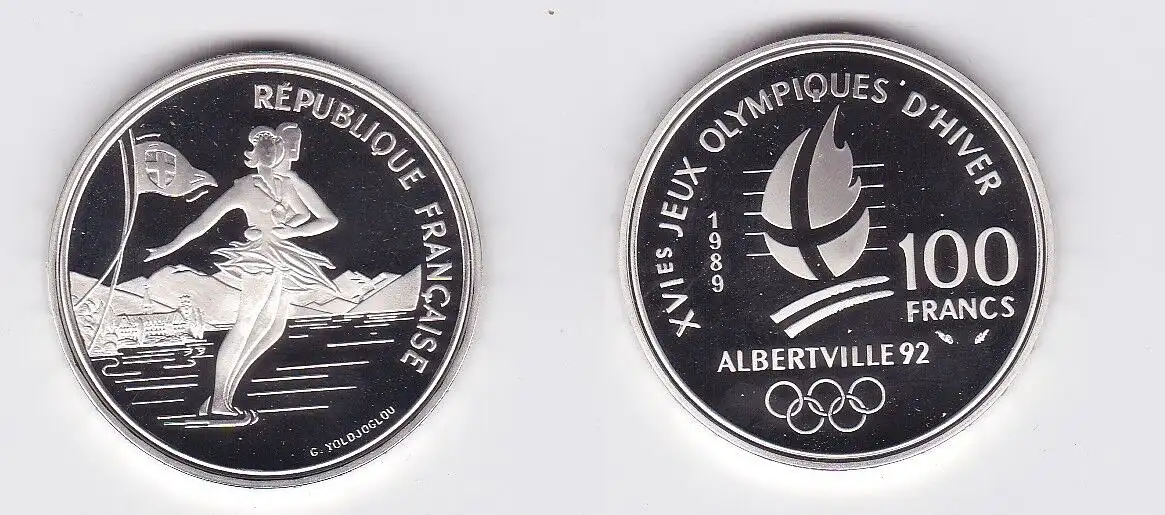 RÉPUBLIQUE FRANÇAISE
G. YOLDJOGLOU
XVIES JEUX OLYMPIQUES D'HIVER
1989
100
FRANCS
ALBERTVILLE 92